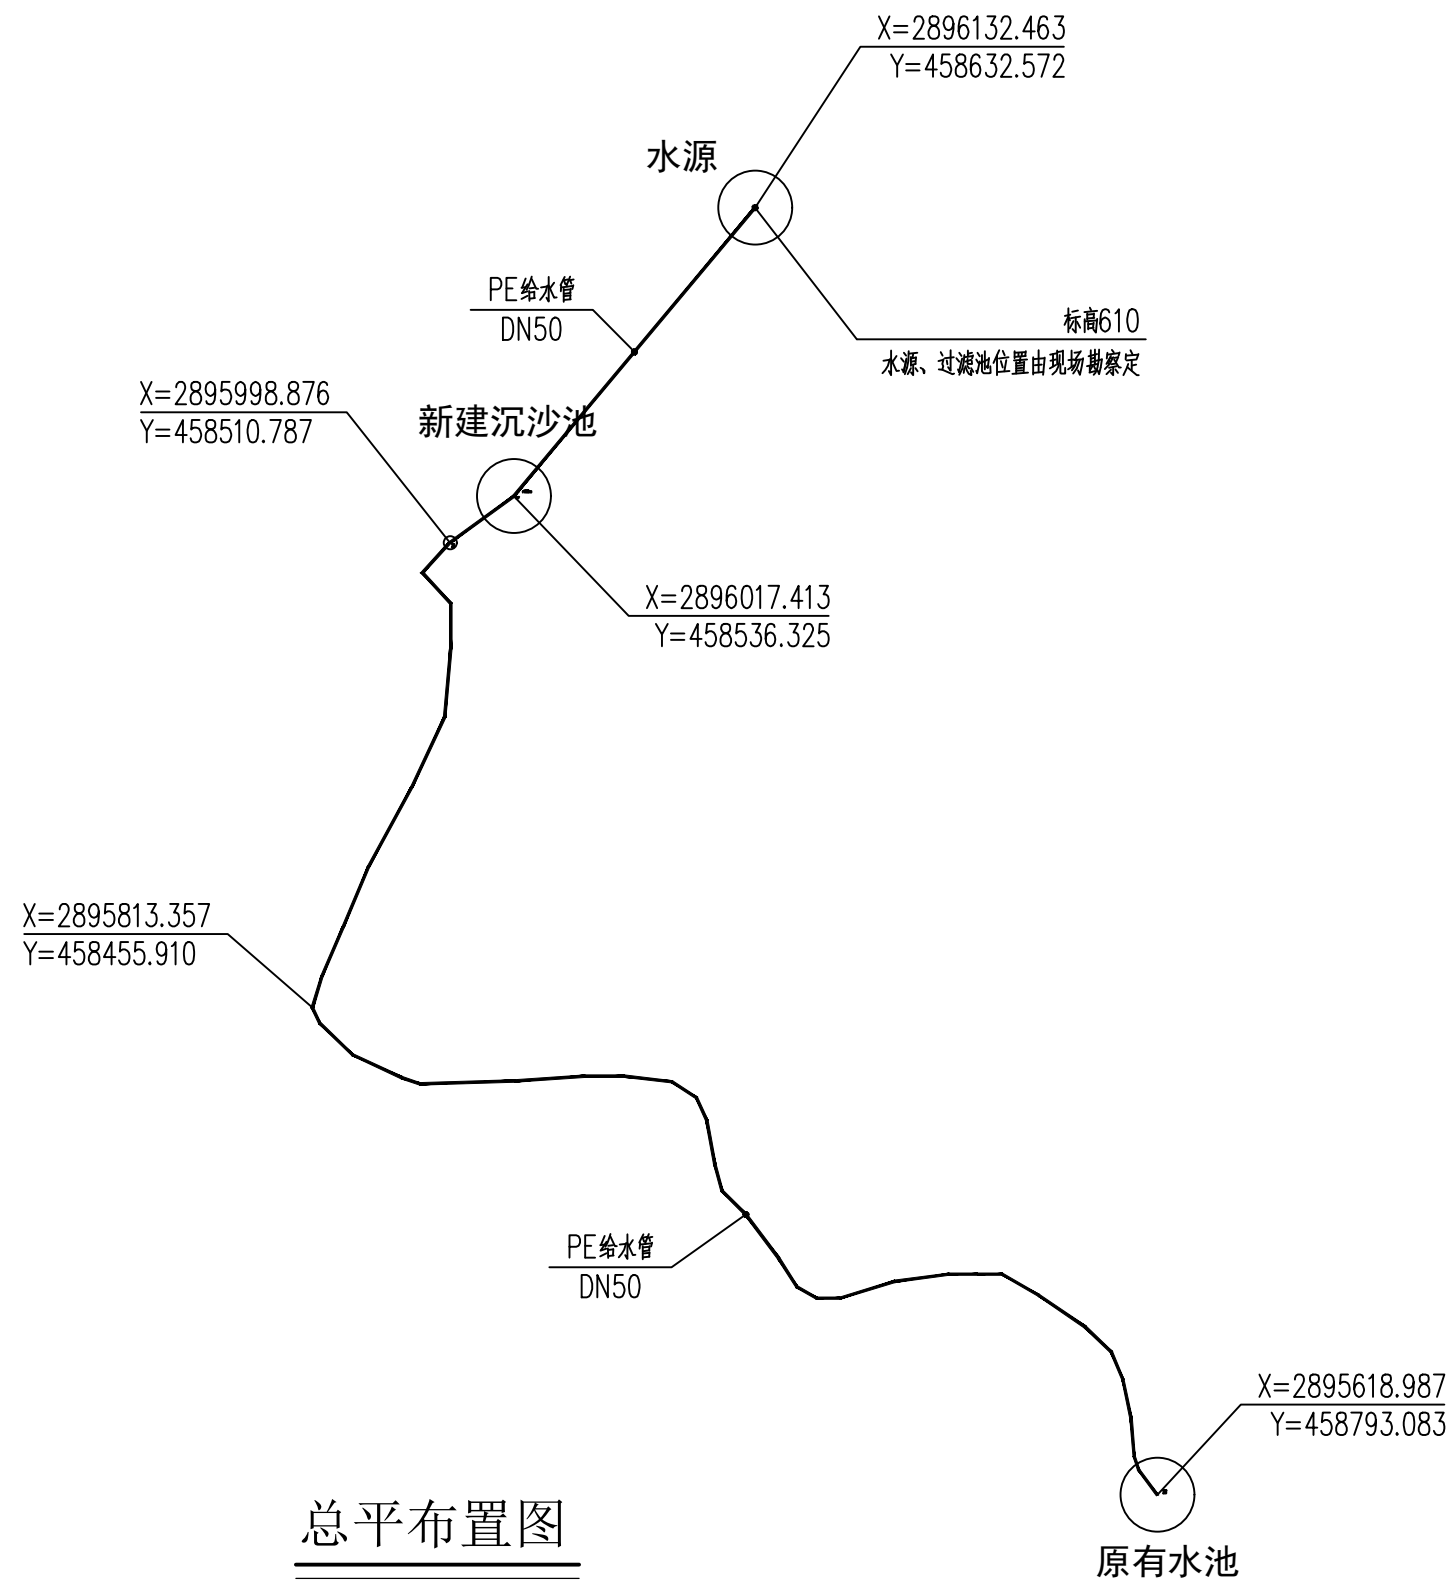 X=2896132.463
Y=458632.572
水源
PE给水管
DN50
标高610
水源、过滤池位置由现场勘察定
X=2895998.876
Y=458510.787
新建沉沙池
X=2896017.413
Y=458536.325
X=2895813.357
Y=458455.910
PE给水管
DN50
X=2895618.987
Y=458793.083
总平布置图
原有水池